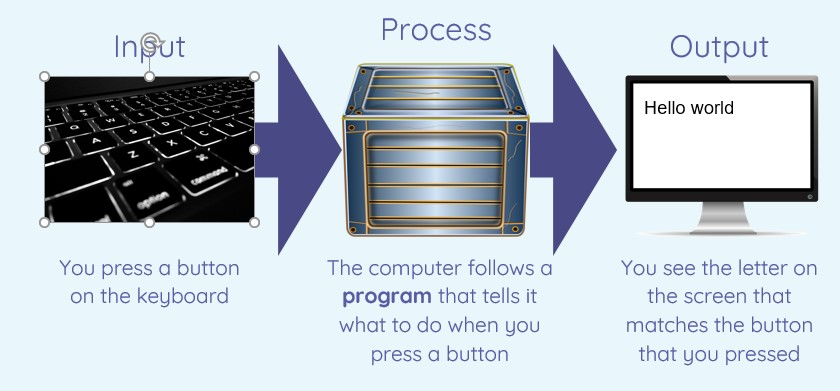 Input
Process
Output
Hello world
A
S
Z
X
C
option
command
You press a button
on the keyboard
The computer follows a
program that tells it
what to do when you
press a button
You see the letter on
the screen that
matches the button
that you pressed